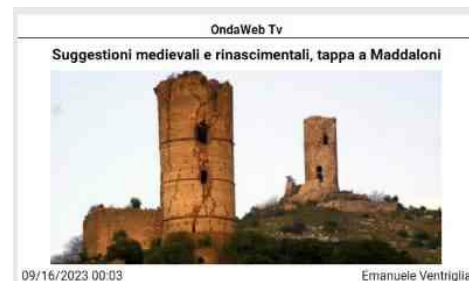 OndaWeb Tv
Suggestioni medievali e rinascimentali, tappa a Maddaloni
09/16/2023 00:03
Emanuele Ventriglia